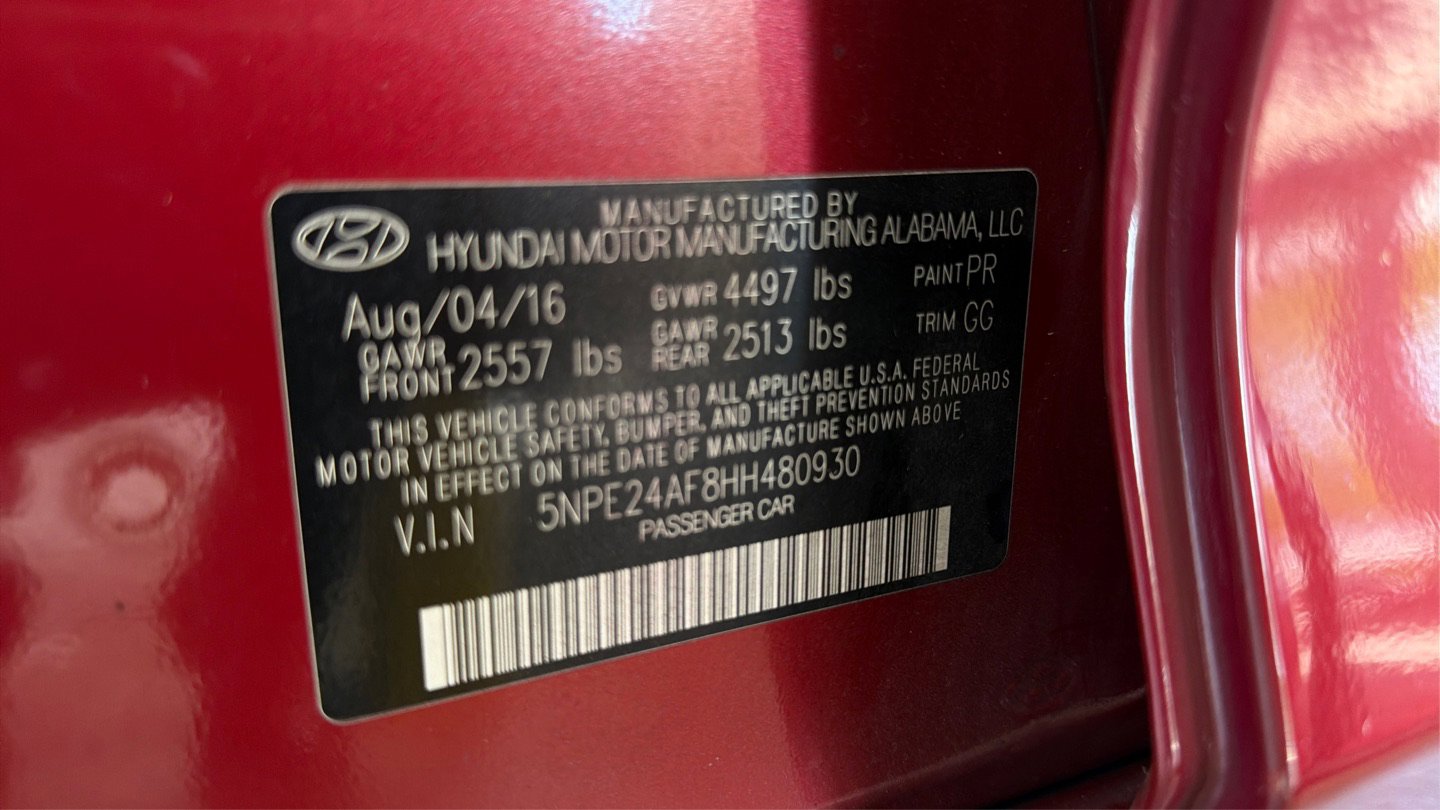 MANUFACTURED BY
HYUNDAI MOTOR MANUFACTURING ALABAMA, LLC
Aug/04/16 GVWR 4497 lbs PAINT PR
GAWR FRONT 2557 lbs GAWR REAR 2513 lbs TRIM GG
THIS VEHICLE CONFORMS TO ALL APPLICABLE U.S.A. FEDERAL
MOTOR VEHICLE SAFETY, BUMPER, AND THEFT PREVENTION STANDARDS
IN EFFECT ON THE DATE OF MANUFACTURE SHOWN ABOVE
V.I.N 5NPE24AF8HH480930
PASSENGER CAR